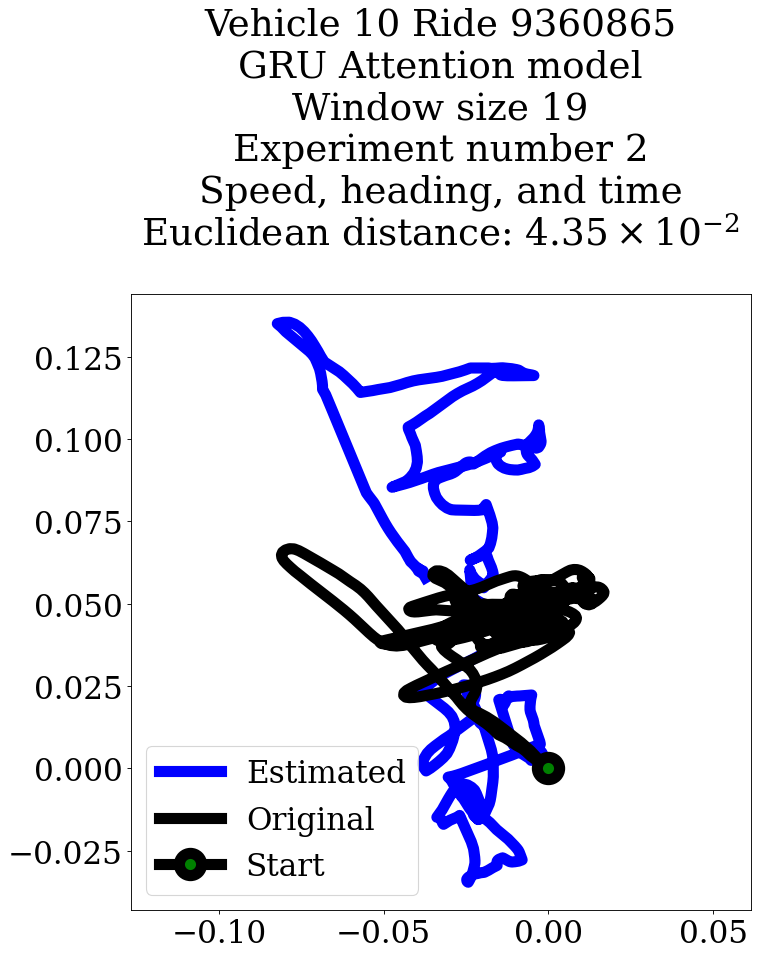 Vehicle 10 Ride 9360865
GRU Attention model
Window size 19
Experiment number 2
Speed, heading, and time
Euclidean distance: 4.35 × 10⁻²
0.125
0.100
0.075
0.050
0.025
0.000
−0.025
Estimated
Original
Start
−0.10
−0.05
0.00
0.05